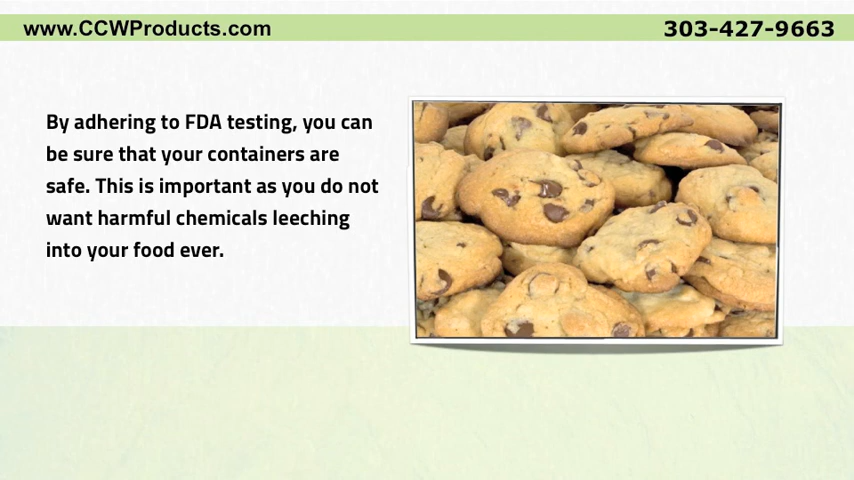 www.CCWProducts.com
303-427-9663
By adhering to FDA testing, you can
be sure that your containers are
safe. This is important as you do not
want harmful chemicals leeching
into your food ever.